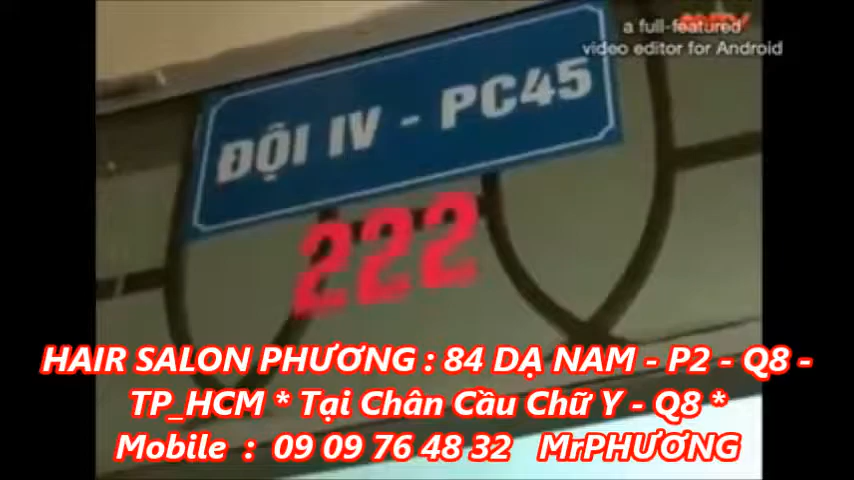 a full-featured
video editor for Android
ĐỘI IV - PC45
222
HAIR SALON PHƯƠNG : 84 DẠ NAM - P2 - Q8 -
TP_HCM * Tại Chân Cầu Chữ Y - Q8 *
Mobile : 09 09 76 48 32 MrPHƯƠNG